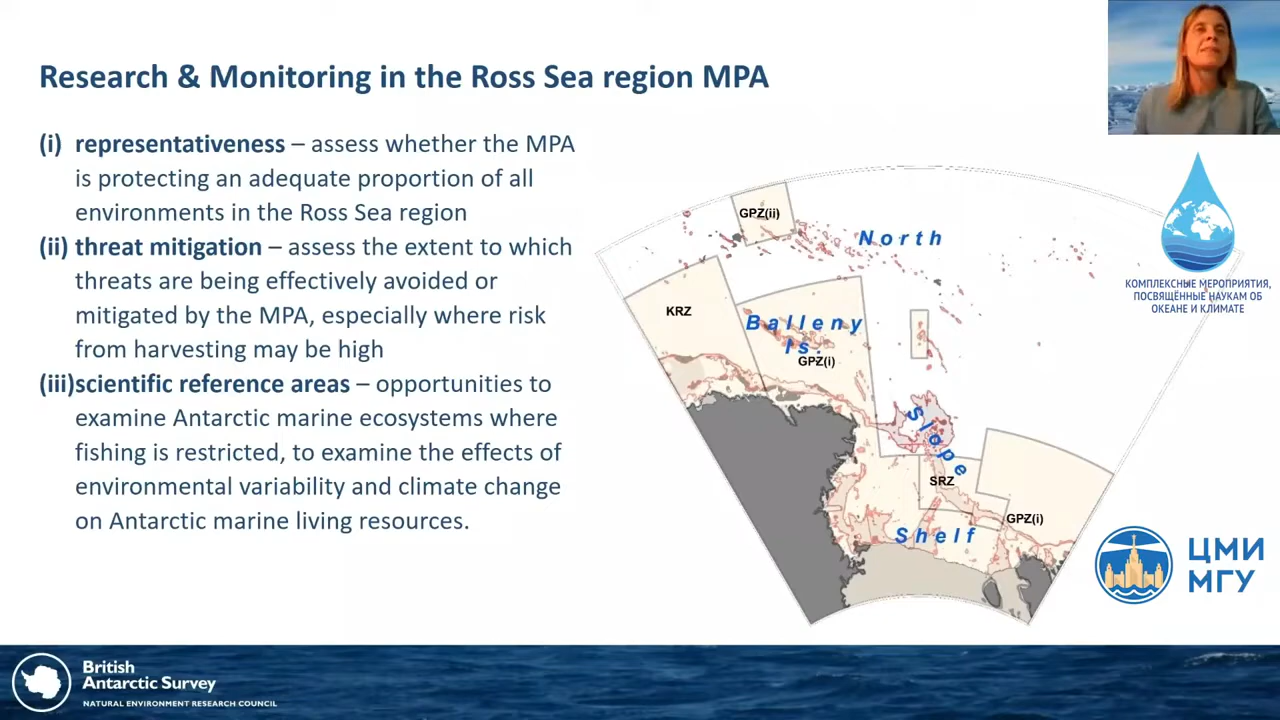 Research & Monitoring in the Ross Sea region MPA
(i) representativeness – assess whether the MPA
is protecting an adequate proportion of all
environments in the Ross Sea region
(ii) threat mitigation – assess the extent to which
threats are being effectively avoided or
mitigated by the MPA, especially where risk
from harvesting may be high
(iii)scientific reference areas – opportunities to
examine Antarctic marine ecosystems where
fishing is restricted, to examine the effects of
environmental variability and climate change
on Antarctic marine living resources.
GPZ(ii)
North
KRZ
Balleny
Is.
GPZ(i)
Slope
SRZ
GPZ(i)
Shelf
КОМПЛЕКСНЫЕ МЕРОПРИЯТИЯ,
ПОСВЯЩЁННЫЕ НАУКАМ ОБ
ОКЕАНЕ И КЛИМАТЕ
ЦМИ
МГУ
British
Antarctic Survey
NATURAL ENVIRONMENT RESEARCH COUNCIL